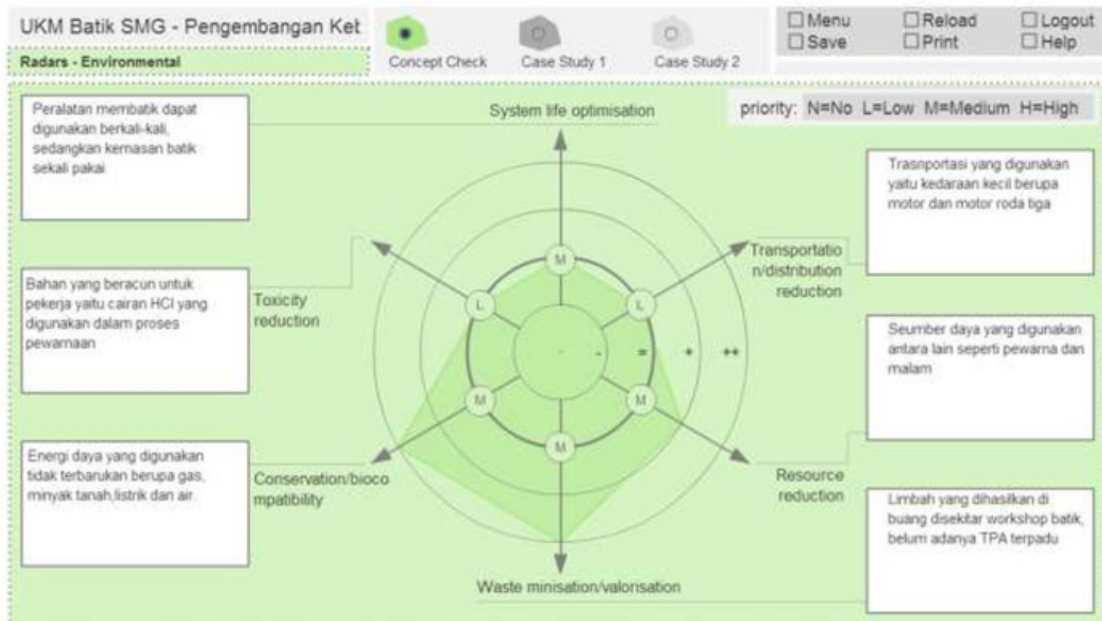 UKM Batik SMG - Pengembangan Ket
Radars - Environmental
Concept Check
Case Study 1
Case Study 2
Menu
Reload
Logout
Save
Print
Help
priority: N=No L=Low M=Medium H=High
Peralatan membatik dapat
digunakan berkali-kali,
sedangkan kemasan batik
sekali pakai
System life optimisation
Trasnportasi yang digunakan
yaitu kedaraan kecil berupa
motor dan motor roda tiga
Transportatio
n/distribution
reduction
Bahan yang beracun untuk
pekerja yaitu cairan HCl yang
digunakan dalam proses
pewarnaan
Toxicity
reduction
M
L
L
- = + ++
M
M
M
Seumber daya yang digunakan
antara lain seperti pewarna dan
malam
Resource
reduction
Energi daya yang digunakan
tidak terbarukan berupa gas,
minyak tanah,listrik dan air
Conservation/bioco
mpatibility
Limbah yang dihasilkan di
buang disekitar workshop batik,
belum adanya TPA terpadu
Waste minisation/valorisation